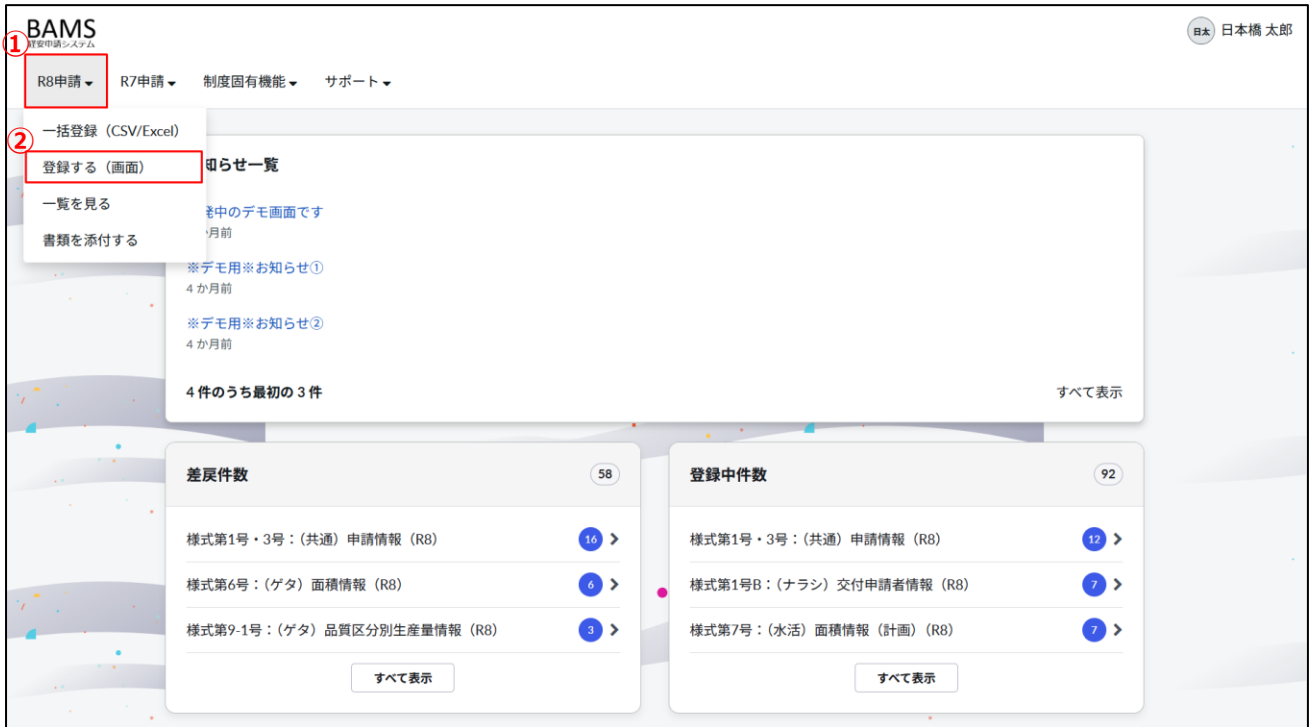 BAMS
経安申請システム
日太 日本橋 太郎
①
R8申請 R7申請 制度固有機能 サポート
一括登録（CSV/Excel）
②
登録する（画面）
一覧を見る
書類を添付する
知らせ一覧
発中のデモ画面です
月前
※デモ用※お知らせ①
4 か月前
※デモ用※お知らせ②
4 か月前
4 件のうち最初の 3 件 すべて表示
差戻件数 58
様式第1号・3号：（共通）申請情報（R8） 16
様式第6号：（ゲタ）面積情報（R8） 6
様式第9-1号：（ゲタ）品質区分別生産量情報（R8） 3
すべて表示
登録中件数 92
様式第1号・3号：（共通）申請情報（R8） 12
様式第1号B：（ナラシ）交付申請者情報（R8） 7
様式第7号：（水活）面積情報（計画）（R8） 7
すべて表示